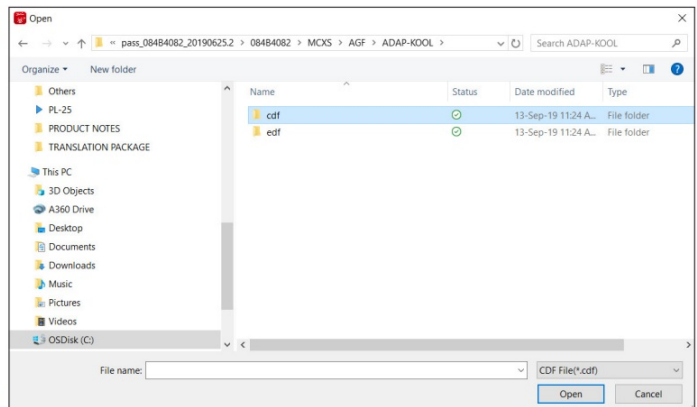 Open
« pass_084B4082_20190625.2 > 084B4082 > MCXS > AGF > ADAP-KOOL >
Search ADAP-KOOL
Organize
New folder
Name
Status
Date modified
Type
Others
PL-25
PRODUCT NOTES
TRANSLATION PACKAGE
This PC
3D Objects
A360 Drive
Desktop
Documents
Downloads
Music
Pictures
Videos
OSDisk (C:)
cdf
13-Sep-19 11:24 A...
File folder
edf
13-Sep-19 11:24 A...
File folder
File name:
CDF File(*.cdf)
Open
Cancel